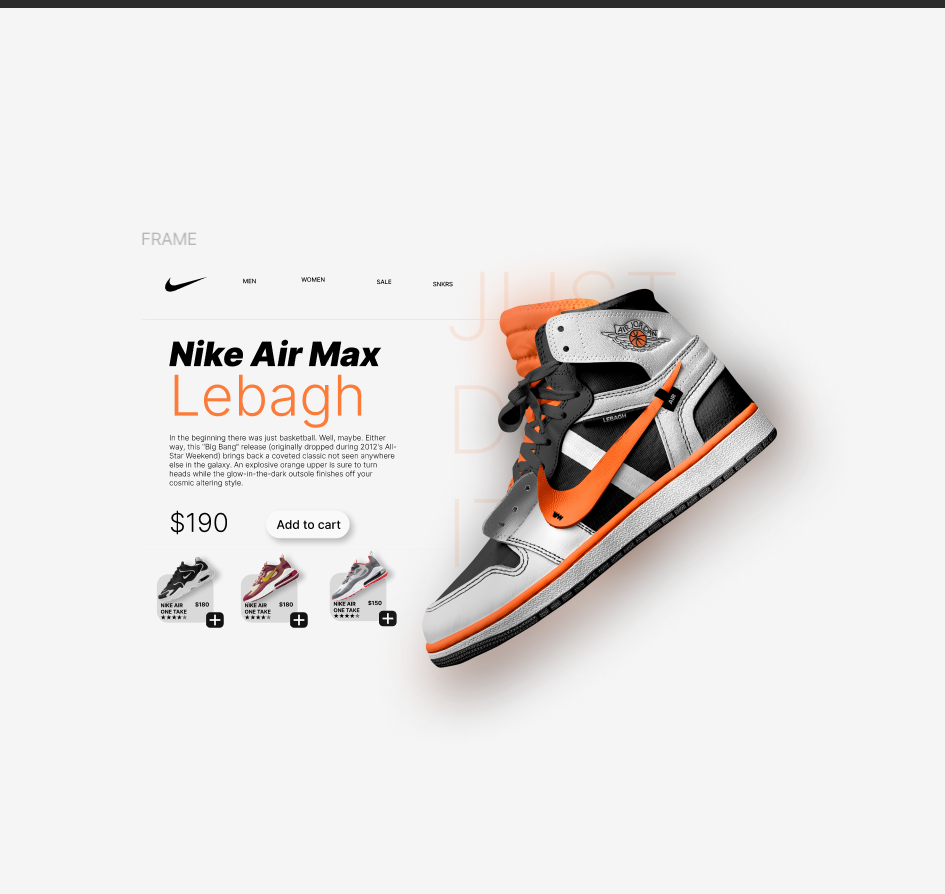 FRAME
MEN
WOMEN
SALE
SNKRS
JUST
DO
IT
Nike Air Max
Lebagh
In the beginning there was just basketball. Well, maybe. Either
way, this "Big Bang" release (originally dropped during 2012's All-
Star Weekend) brings back a coveted classic not seen anywhere
else in the galaxy. An explosive orange upper is sure to turn
heads while the glow-in-the-dark outsole finishes off your
cosmic altering style.
$190
Add to cart
NIKE AIR
ONE TAKE
$180
NIKE AIR
ONE TAKE
$180
NIKE AIR
ONE TAKE
$150
AIR JORDAN
LEBAGH
AIR